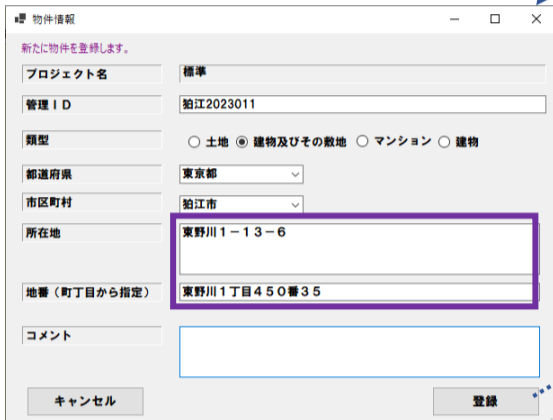 物件情報
新たに物件を登録します。
プロジェクト名 標準
管理ＩＤ 狛江2023011
類型 土地 建物及びその敷地 マンション 建物
都道府県 東京都
市区町村 狛江市
所在地 東野川１－１３－６
地番（町丁目から指定） 東野川１丁目４５０番３５
コメント
キャンセル 登録